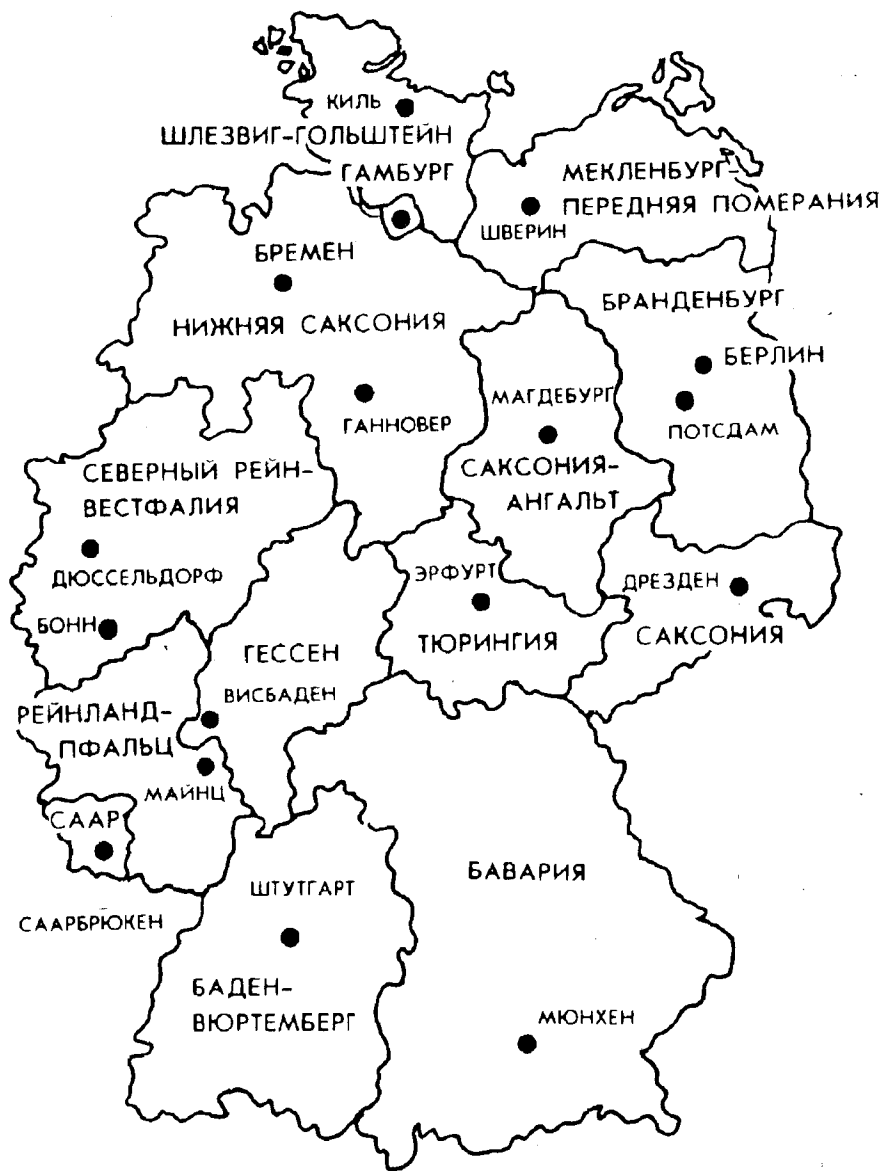 КИЛЬ
ШЛЕЗВИГ-ГОЛЬШТЕЙН
ГАМБУРГ
МЕКЛЕНБУРГ-
ПЕРЕДНЯЯ ПОМЕРАНИЯ
ШВЕРИН
БРЕМЕН
НИЖНЯЯ САКСОНИЯ
БРАНДЕНБУРГ
БЕРЛИН
ПОТСДАМ
МАГДЕБУРГ
ГАННОВЕР
САКСОНИЯ-
АНГАЛЬТ
СЕВЕРНЫЙ РЕЙН-
ВЕСТФАЛИЯ
ДЮССЕЛЬДОРФ
БОНН
ЭРФУРТ
ТЮРИНГИЯ
ДРЕЗДЕН
САКСОНИЯ
ГЕССЕН
ВИСБАДЕН
РЕЙНЛАНД-
ПФАЛЬЦ
МАЙНЦ
СААР
СААРБРЮКЕН
ШТУТГАРТ
БАДЕН-
ВЮРТЕМБЕРГ
БАВАРИЯ
МЮНХЕН